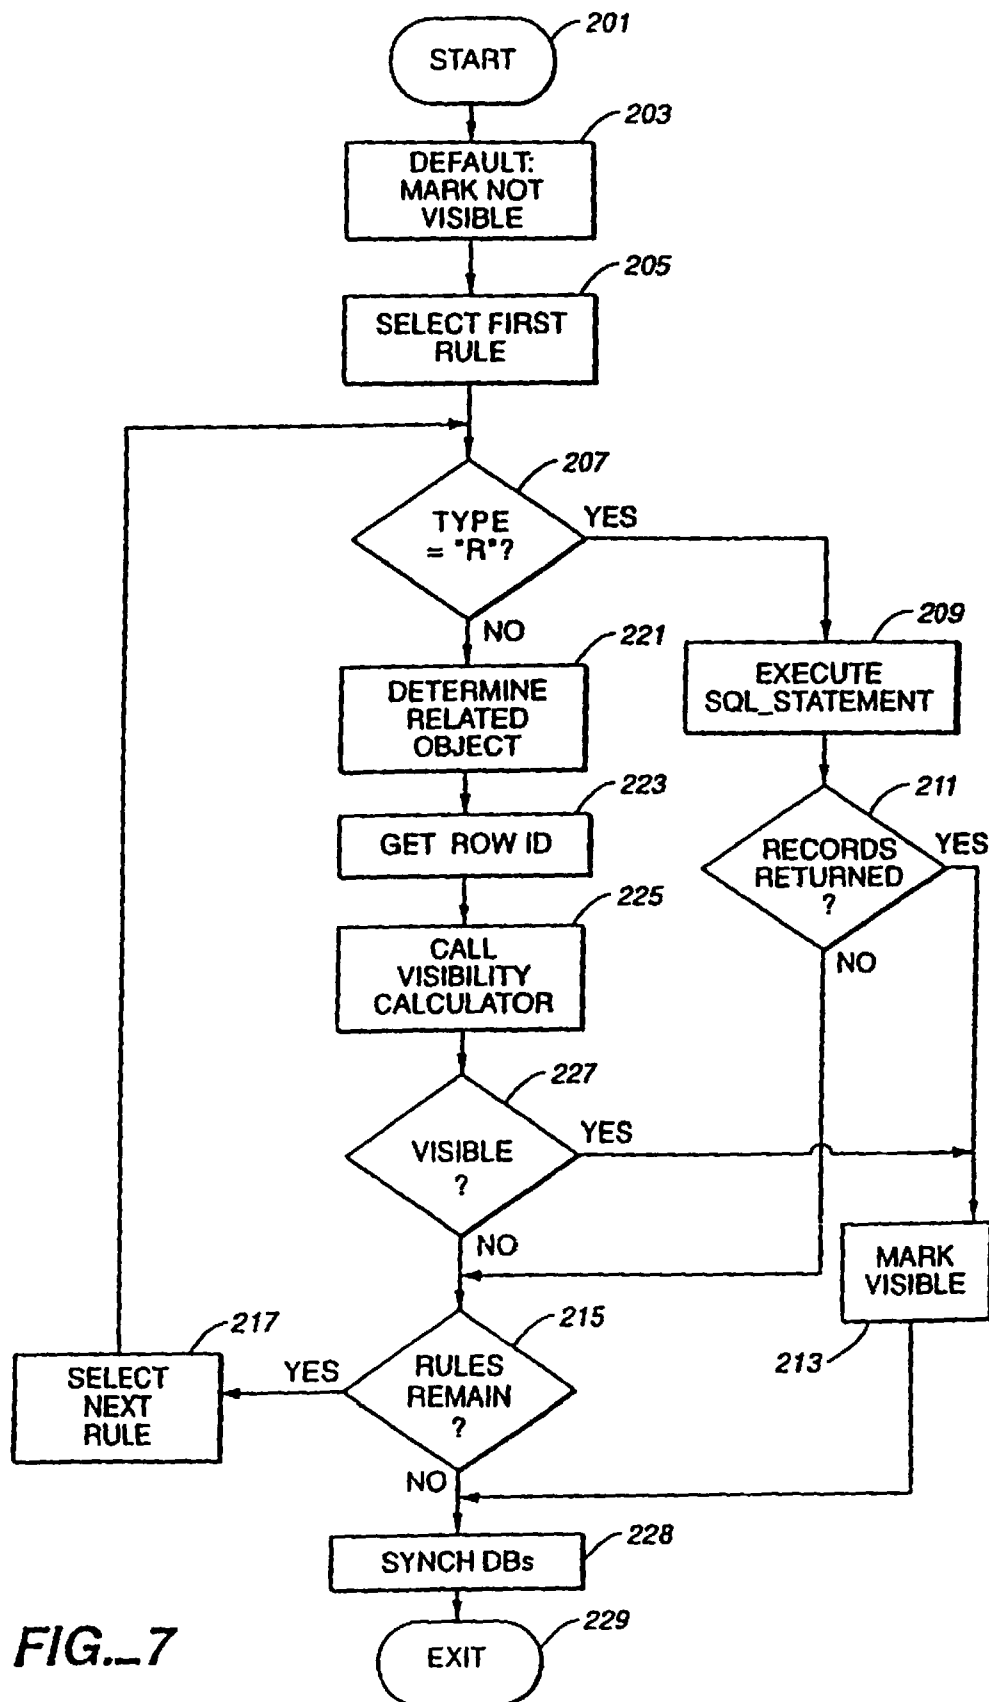 201
START
203
DEFAULT:
MARK NOT
VISIBLE
205
SELECT FIRST
RULE
207
TYPE
= "R"?
YES
NO
209
EXECUTE
SQL_STATEMENT
221
DETERMINE
RELATED
OBJECT
211
RECORDS
RETURNED
?
YES
NO
223
GET ROW ID
225
CALL
VISIBILITY
CALCULATOR
227
VISIBLE
?
YES
NO
MARK
VISIBLE
213
215
RULES
REMAIN
?
YES
NO
217
SELECT
NEXT
RULE
228
SYNCH DBs
229
EXIT
FIG._7